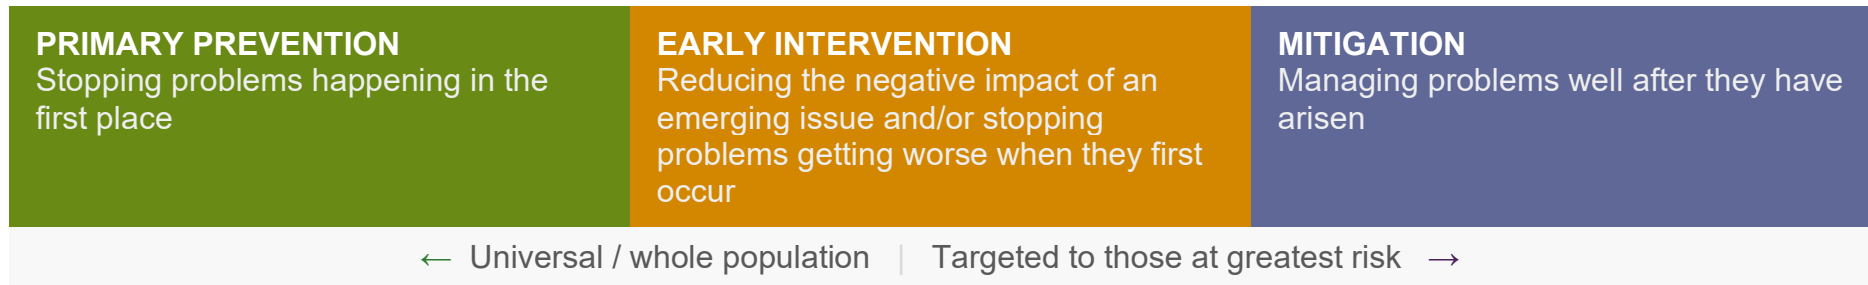 PRIMARY PREVENTION
Stopping problems happening in the
first place
EARLY INTERVENTION
Reducing the negative impact of an
emerging issue and/or stopping
problems getting worse when they first
occur
MITIGATION
Managing problems well after they have
arisen
← Universal / whole population | Targeted to those at greatest risk →